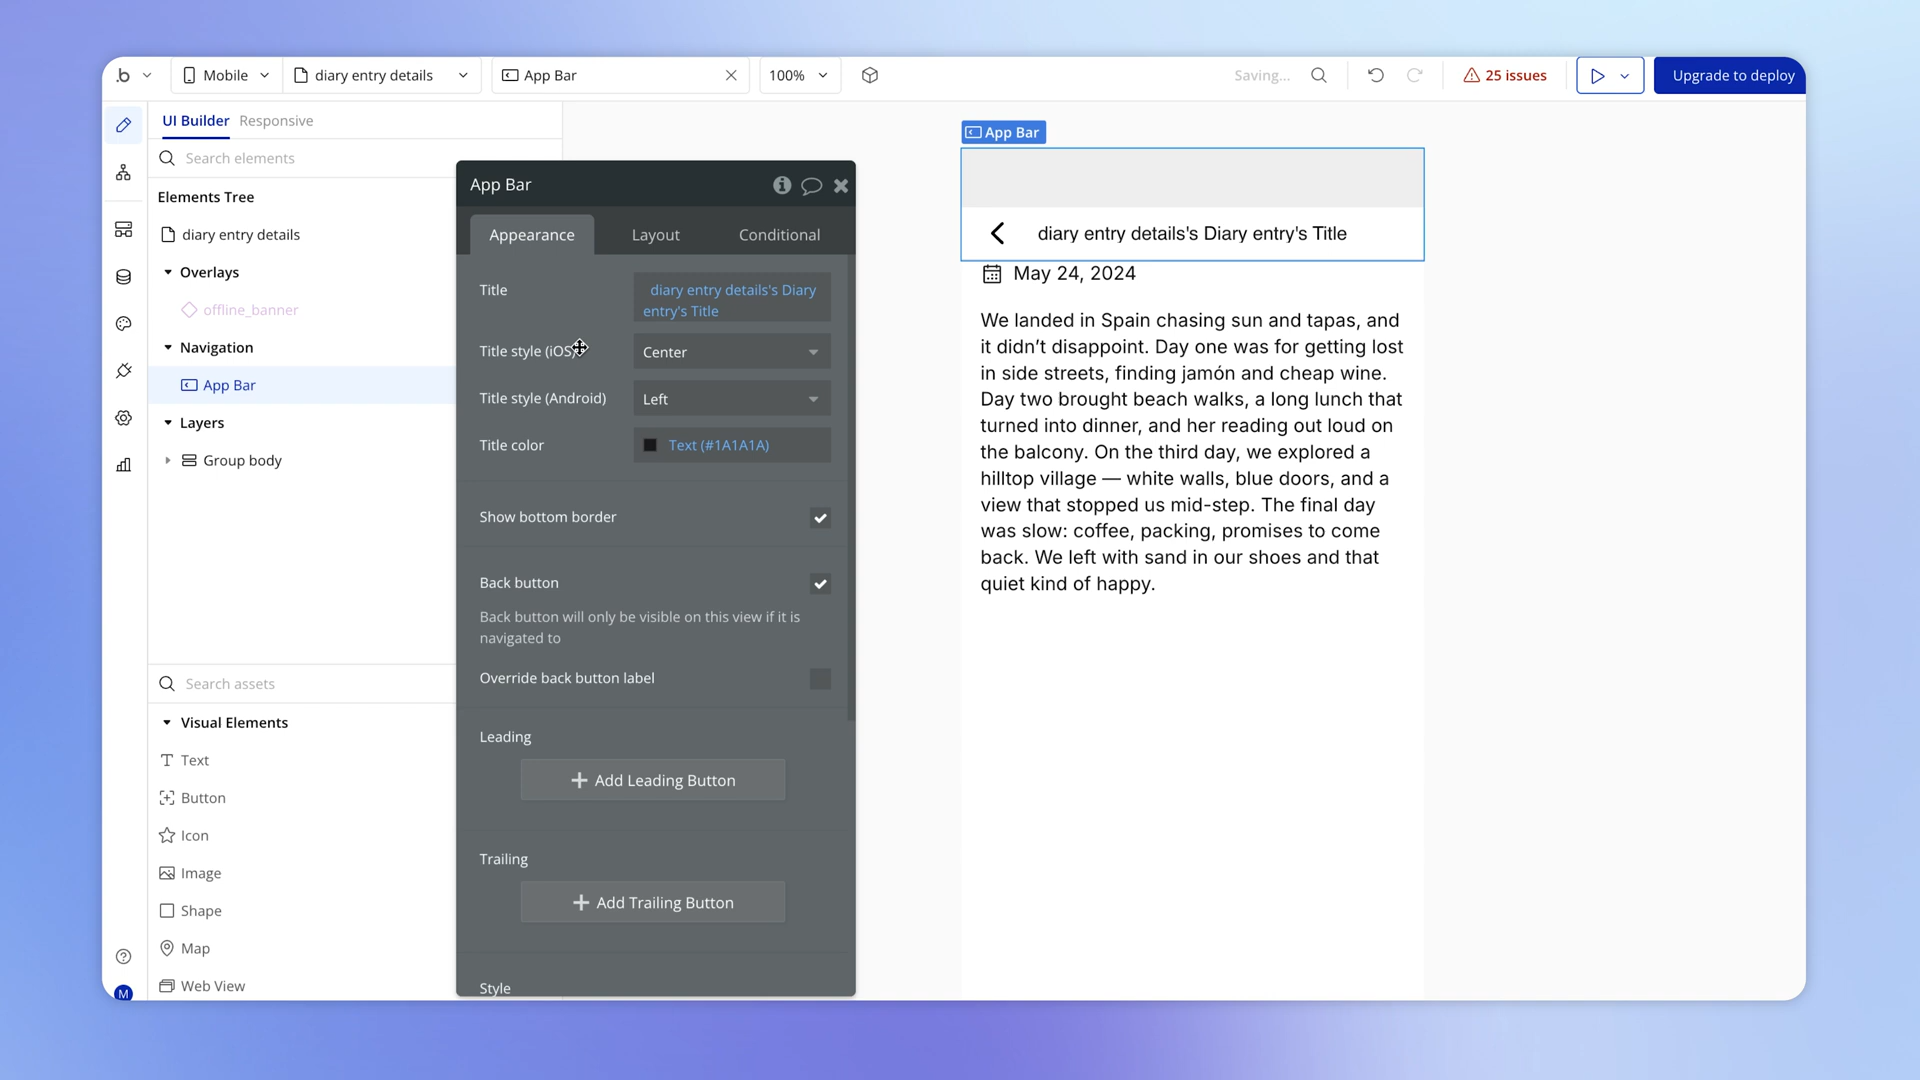 .b
Mobile
diary entry details
App Bar
100%
Saving...
25 issues
Upgrade to deploy
UI Builder
Responsive
Search elements
Elements Tree
diary entry details
Overlays
offline_banner
Navigation
App Bar
Layers
Group body
Search assets
Visual Elements
Text
Button
Icon
Image
Shape
Map
Web View
M
App Bar
Appearance
Layout
Conditional
Title
diary entry details's Diary
entry's Title
Title style (iOS)
Center
Title style (Android)
Left
Title color
Text (#1A1A1A)
Show bottom border
Back button
Back button will only be visible on this view if it is
navigated to
Override back button label
Leading
Add Leading Button
Trailing
Add Trailing Button
Style
App Bar
diary entry details's Diary entry's Title
May 24, 2024
We landed in Spain chasing sun and tapas, and
it didn’t disappoint. Day one was for getting lost
in side streets, finding jamón and cheap wine.
Day two brought beach walks, a long lunch that
turned into dinner, and her reading out loud on
the balcony. On the third day, we explored a
hilltop village — white walls, blue doors, and a
view that stopped us mid-step. The final day
was slow: coffee, packing, promises to come
back. We left with sand in our shoes and that
quiet kind of happy.